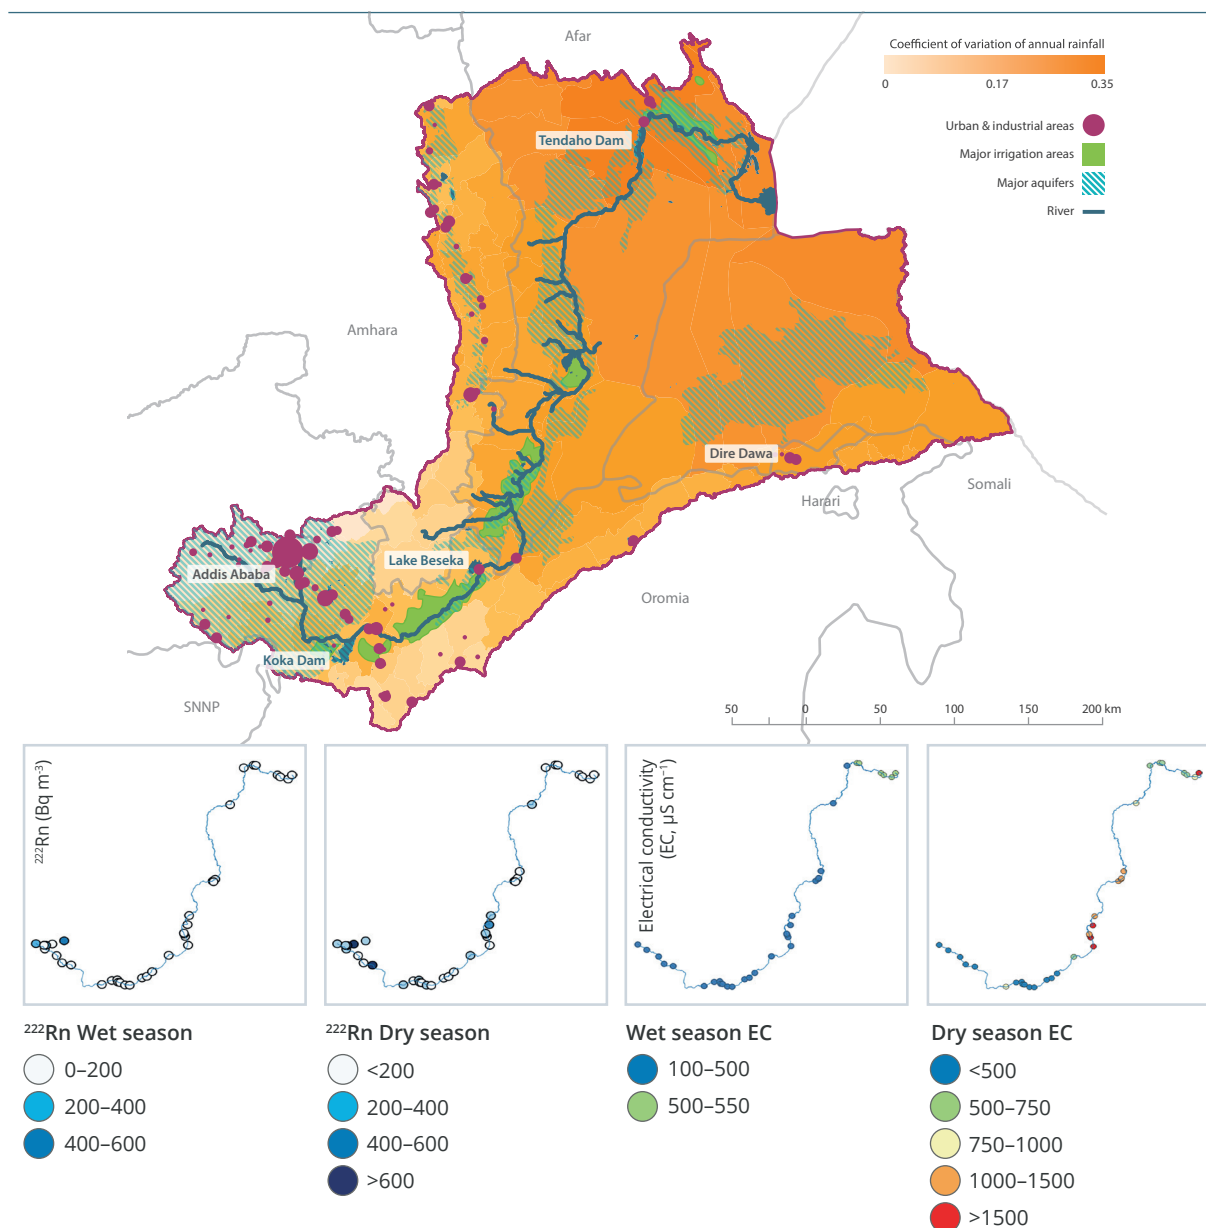 Afar
Coefficient of variation of annual rainfall
0
0.17
0.35
Urban & industrial areas
Major irrigation areas
Major aquifers
River
Tendaho Dam
Amhara
Dire Dawa
Somali
Harari
Lake Beseka
Addis Ababa
Oromia
Koka Dam
SNNP
50
0
50
100
150
200 km
²²²Rn (Bq m⁻³)
Electrical conductivity
(EC, µS cm⁻¹)
²²²Rn Wet season
0–200
200–400
400–600
²²²Rn Dry season
<200
200–400
400–600
>600
Wet season EC
100–500
500–550
Dry season EC
<500
500–750
750–1000
1000–1500
>1500